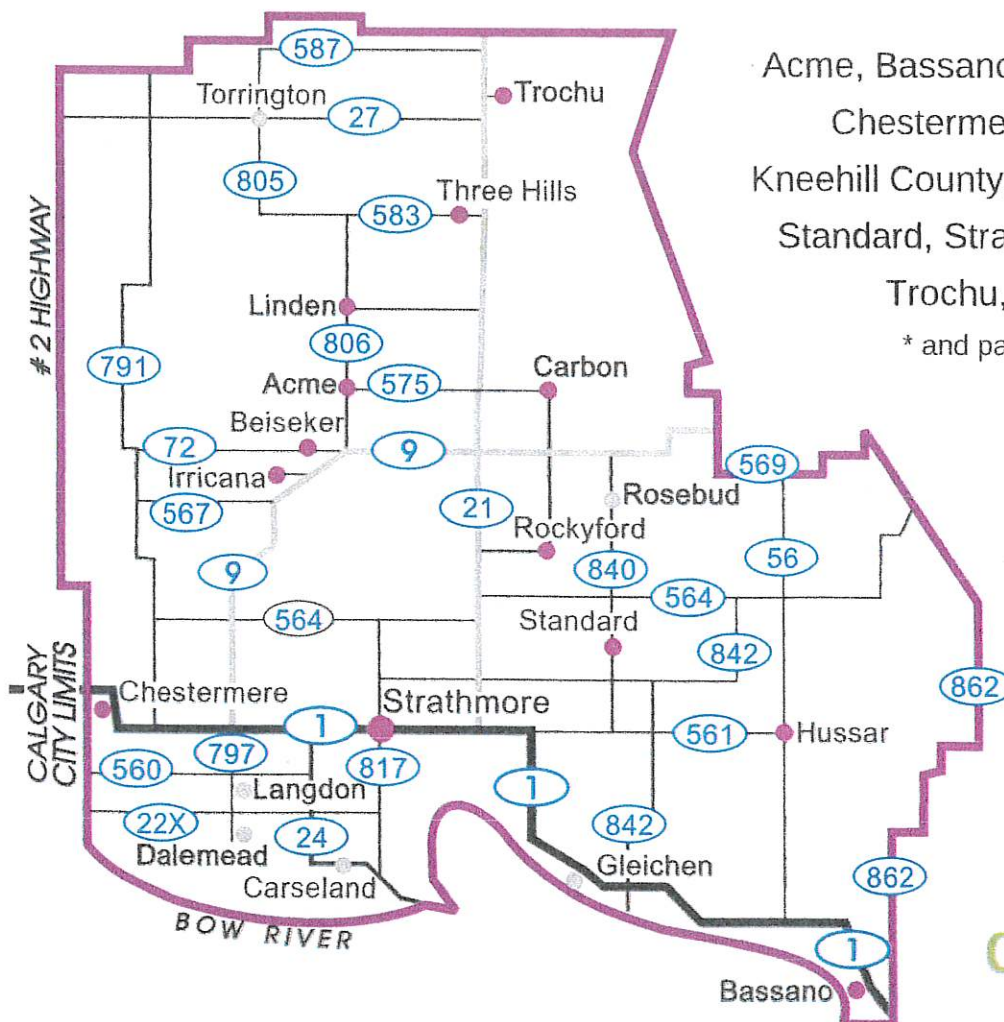 587
Acme, Bassano
Torrington
Trochu
27
Chesterme
805
Three Hills
583
Kneehill County
Standard, Stra
Trochu,
* and pa
# 2 HIGHWAY
Linden
806
791
Acme
575
Carbon
Beiseker
72
9
Irricana
569
567
21
Rosebud
Rockyford
56
9
840
564
564
Standard
842
CALGARY
CITY LIMITS
Chestermere
Strathmore
862
1
797
817
561
Hussar
560
Langdon
1
22X
24
842
Dalemead
Gleichen
Carseland
862
BOW RIVER
1
Bassano